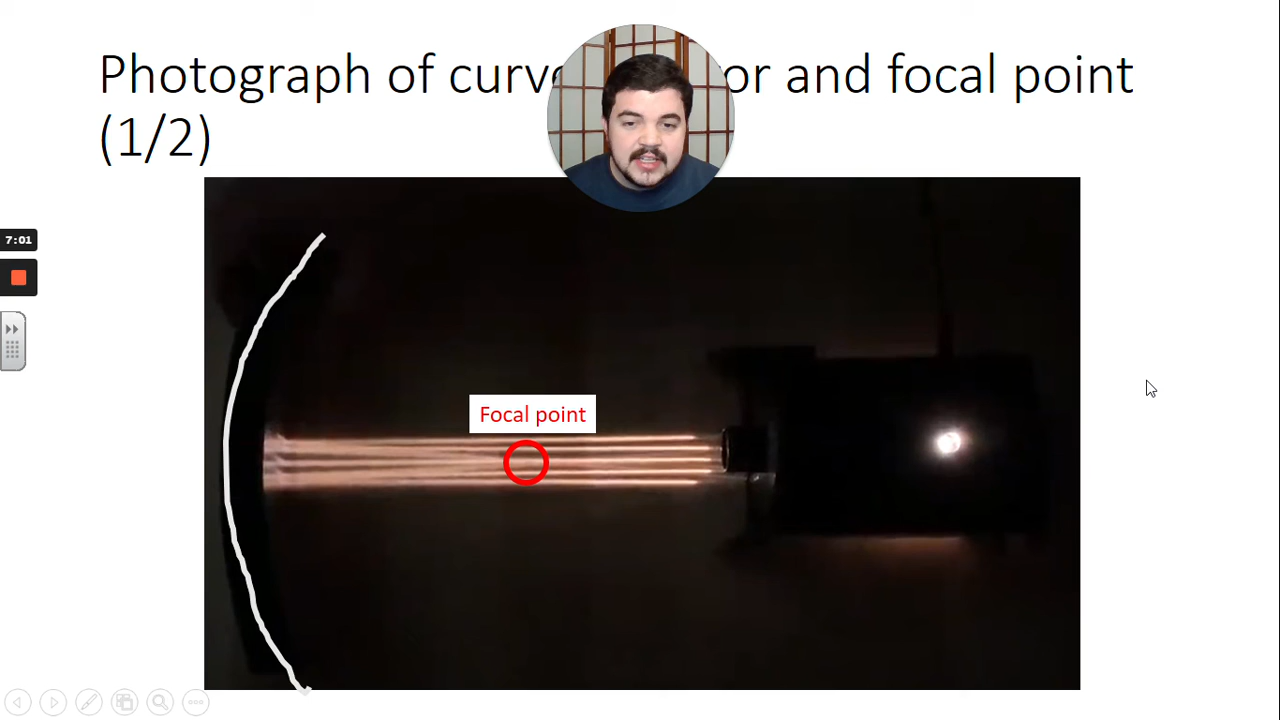 Photograph of curve or and focal point
(1/2)
7:01
Focal point